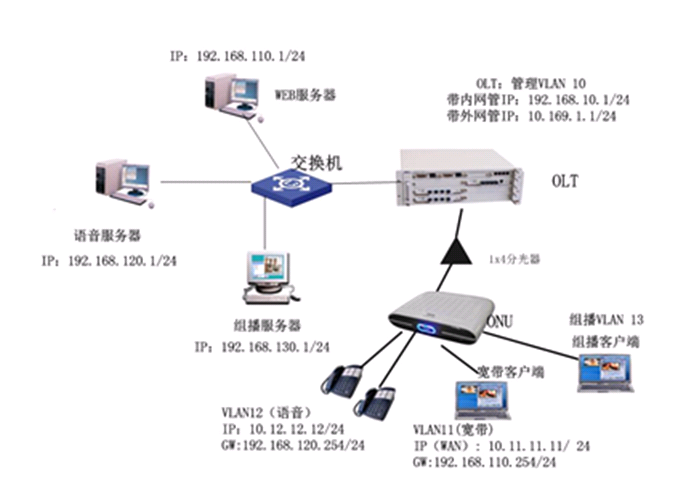 IP：192.168.110.1/24
WEB服务器
OLT：管理VLAN 10
带内网管IP：192.168.10.1/24
带外网管IP：10.169.1.1/24
交换机
OLT
语音服务器
IP：192.168.120.1/24
1x4分光器
组播服务器
IP：192.168.130.1/24
ONU
组播VLAN 13
组播客户端
宽带客户端
VLAN12（语音）
IP：10.12.12.12/24
GW:192.168.120.254/24
VLAN11(宽带)
IP（WAN）：10.11.11.11/ 24
GW:192.168.110.254/24